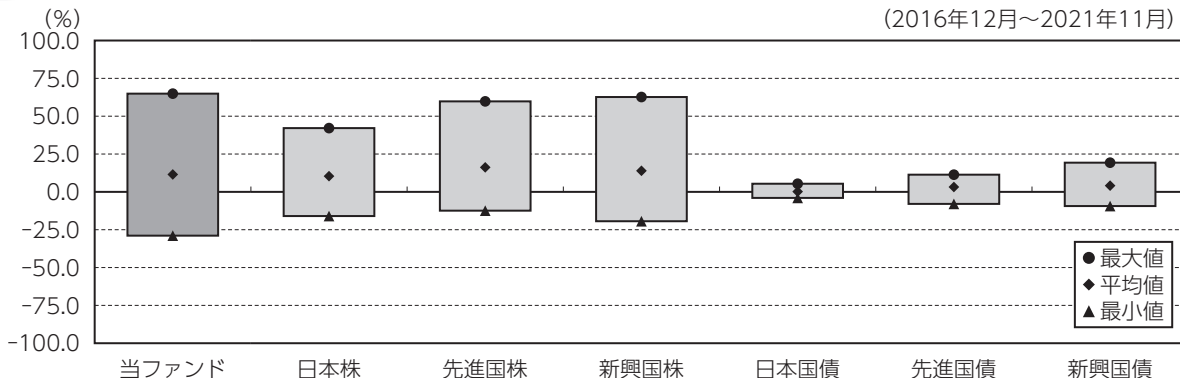 (%)
(2016年12月～2021年11月)
100.0
75.0
50.0
25.0
0.0
-25.0
-50.0
-75.0
-100.0
● 最大値
◆ 平均値
▲ 最小値
当ファンド 日本株 先進国株 新興国株 日本国債 先進国債 新興国債